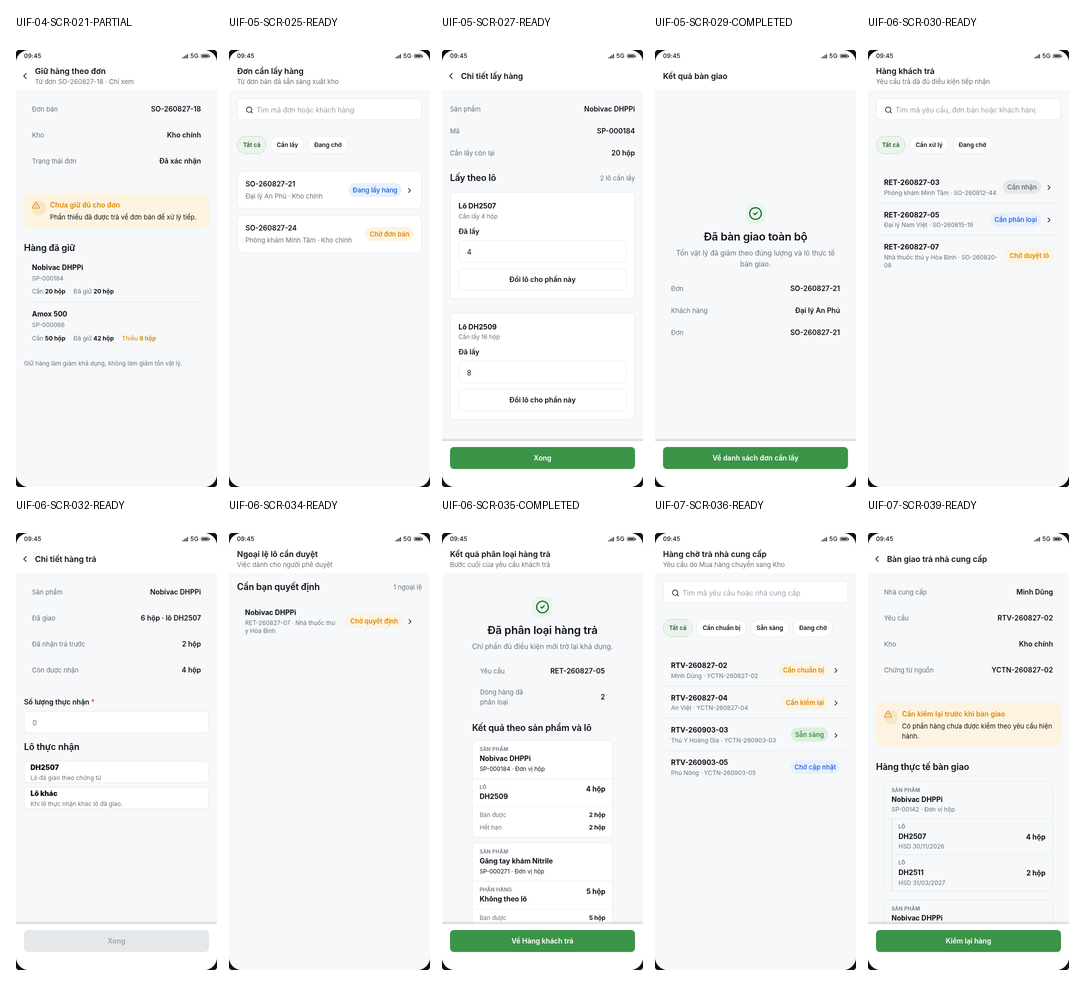 UIF-04-SCR-021-PARTIAL
09:45
5G
Giữ hàng theo đơn
Từ đơn SO-260827-18 · Chỉ xem
Đơn bán
SO-260827-18
Kho
Kho chính
Trạng thái đơn
Đã xác nhận
Chưa giữ đủ cho đơn
Phần thiếu đã được trả về đơn bán để xử lý tiếp.
Hàng đã giữ
Nobivac DHPPi
SP-000184
Cần 20 hộp Đã giữ 20 hộp
Amox 500
SP-000066
Cần 50 hộp Đã giữ 42 hộp Thiếu 8 hộp
Giữ hàng làm giảm khả dụng, không làm giảm tồn vật lý.
UIF-05-SCR-025-READY
09:45
5G
Đơn cần lấy hàng
Từ đơn bán đã sẵn sàng xuất kho
Tìm mã đơn hoặc khách hàng
Tất cả
Cần lấy
Đang chờ
SO-260827-21
Đại lý An Phú · Kho chính
Đang lấy hàng
SO-260827-24
Phòng khám Minh Tâm · Kho chính
Chờ đơn bán
UIF-05-SCR-027-READY
09:45
5G
Chi tiết lấy hàng
Sản phẩm
Nobivac DHPPi
Mã
SP-000184
Cần lấy còn lại
20 hộp
Lấy theo lô
2 lô cần lấy
Lô DH2507
Cần lấy 4 hộp
Đã lấy
4
Đổi lô cho phần này
Lô DH2509
Cần lấy 16 hộp
Đã lấy
8
Đổi lô cho phần này
Xong
UIF-05-SCR-029-COMPLETED
09:45
5G
Kết quả bàn giao
Đã bàn giao toàn bộ
Tồn vật lý đã giảm theo đúng lượng và lô thực tế
bàn giao.
Đơn
SO-260827-21
Khách hàng
Đại lý An Phú
Đơn
SO-260827-21
Về danh sách đơn cần lấy
UIF-06-SCR-030-READY
09:45
5G
Hàng khách trả
Yêu cầu trả đã đủ điều kiện tiếp nhận
Tìm mã yêu cầu, đơn bán hoặc khách hàng
Tất cả
Cần xử lý
Đang chờ
RET-260827-03
Phòng khám Minh Tâm · SO-260812-44
Cần nhận
RET-260827-05
Đại lý Nam Việt · SO-260815-19
Cần phân loại
RET-260827-07
Nhà thuốc thú y Hòa Bình · SO-260820-
08
Chờ duyệt lô
UIF-06-SCR-032-READY
09:45
5G
Chi tiết hàng trả
Sản phẩm
Nobivac DHPPi
Đã giao
6 hộp · lô DH2507
Đã nhận trả trước
2 hộp
Còn được nhận
4 hộp
Số lượng thực nhận *
0
Lô thực nhận
DH2507
Lô đã giao theo chứng từ
Lô khác
Khi lô thực nhận khác lô đã giao.
Xong
UIF-06-SCR-034-READY
09:45
5G
Ngoại lệ lô cần duyệt
Việc dành cho người phê duyệt
Cần bạn quyết định
1 ngoại lệ
Nobivac DHPPi
RET-260827-07 · Nhà thuốc thú
y Hòa Bình
Chờ quyết định
UIF-06-SCR-035-COMPLETED
09:45
5G
Kết quả phân loại hàng trả
Bước cuối của yêu cầu khách trả
Đã phân loại hàng trả
Chỉ phần đủ điều kiện mới trở lại khả dụng.
Yêu cầu
RET-260827-05
Dòng hàng đã
phân loại
2
Kết quả theo sản phẩm và lô
SẢN PHẨM
Nobivac DHPPi
SP-000184 · Đơn vị hộp
LÔ
DH2509
4 hộp
Bán được
2 hộp
Hết hạn
2 hộp
SẢN PHẨM
Găng tay khám Nitrile
SP-000271 · Đơn vị hộp
PHẦN HÀNG
Không theo lô
5 hộp
Bán được
5 hộp
Về Hàng khách trả
UIF-07-SCR-036-READY
09:45
5G
Hàng chờ trả nhà cung cấp
Yêu cầu do Mua hàng chuyển sang Kho
Tìm mã yêu cầu hoặc nhà cung cấp
Tất cả
Cần chuẩn bị
Sẵn sàng
Đang chờ
RTV-260827-02
Minh Dũng · YCTN-260827-02
Cần chuẩn bị
RTV-260827-04
An Việt · YCTN-260827-04
Cần kiểm lại
RTV-260903-03
Thú Y Hoàng Gia · YCTN-260903-03
Sẵn sàng
RTV-260903-05
Phú Nông · YCTN-260903-05
Chờ cập nhật
UIF-07-SCR-039-READY
09:45
5G
Bàn giao trả nhà cung cấp
Nhà cung cấp
Minh Dũng
Yêu cầu
RTV-260827-02
Kho
Kho chính
Chứng từ nguồn
YCTN-260827-02
Cần kiểm lại trước khi bàn giao
Có phần hàng chưa được kiểm theo yêu cầu hiện
hành.
Hàng thực tế bàn giao
SẢN PHẨM
Nobivac DHPPi
SP-00142 · Đơn vị hộp
LÔ
DH2507
4 hộp
HSD 30/11/2026
LÔ
DH2511
2 hộp
HSD 31/03/2027
SẢN PHẨM
Nobivac DHPPi
Kiểm lại hàng